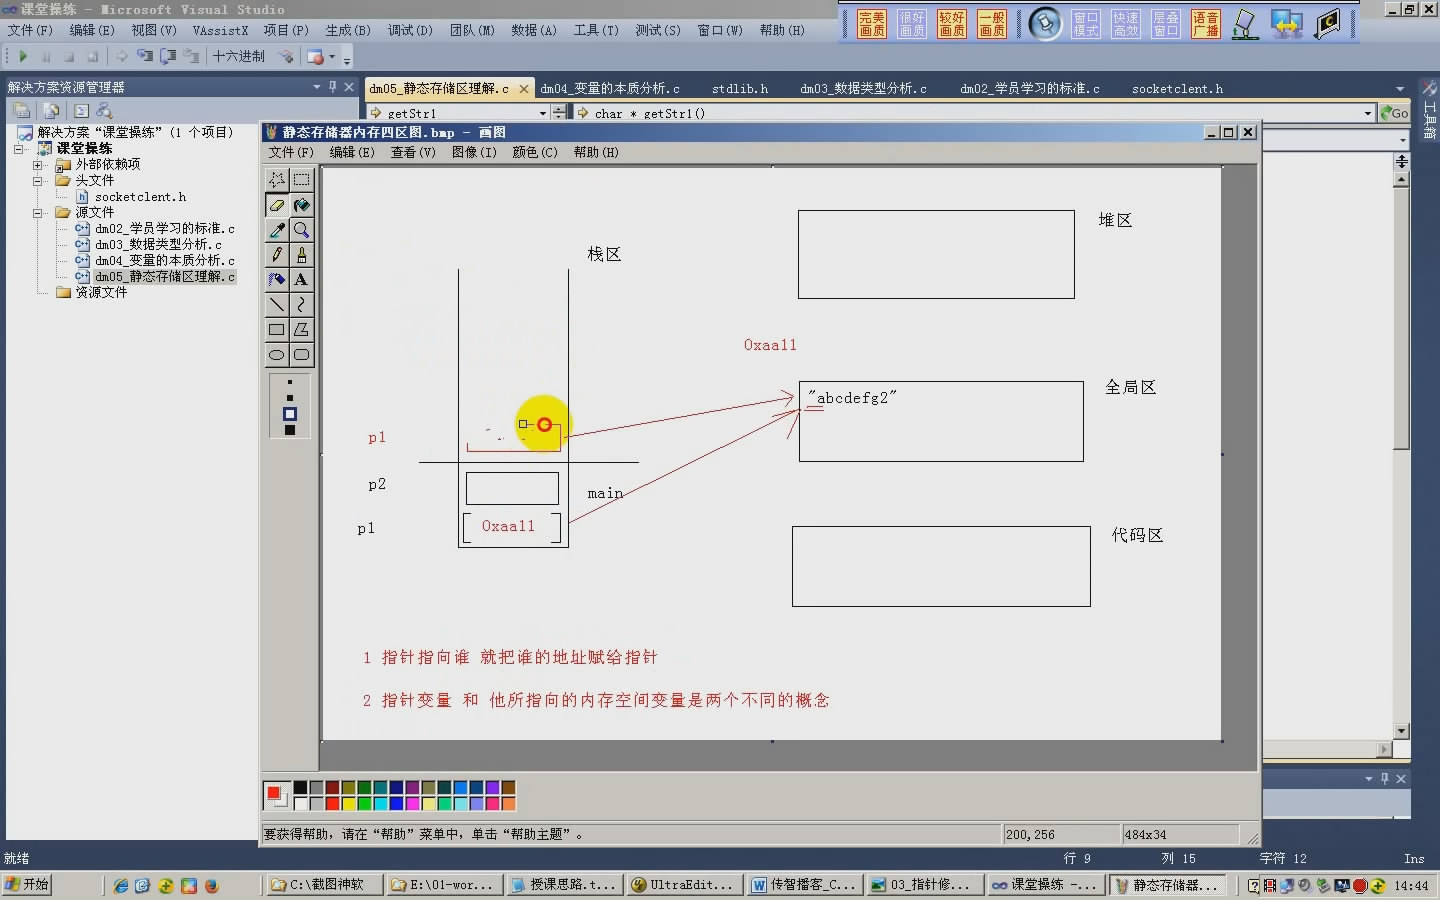 课堂操练 - Microsoft Visual Studio
文件(F) 编辑(E) 视图(V) VAssistX 项目(P) 生成(B) 调试(D) 团队(M) 数据(A) 工具(T) 测试(S) 窗口(W) 帮助(H)
完美画质 很好画质 较好画质 一般画质 窗口模式 快速高效 层叠窗口 语音广播
十六进制
解决方案资源管理器
dm05_静态存储区理解.c dm04_变量的本质分析.c stdlib.h dm03_数据类型分析.c dm02_学员学习的标准.c socketclent.h
getStr1 char * getStr1() Go
工具箱
解决方案“课堂操练”(1 个项目)
课堂操练
外部依赖项
头文件
socketclent.h
源文件
dm02_学员学习的标准.c
dm03_数据类型分析.c
dm04_变量的本质分析.c
dm05_静态存储区理解.c
资源文件
静态存储器内存四区图.bmp - 画图
文件(F) 编辑(E) 查看(V) 图像(I) 颜色(C) 帮助(H)
A
堆区
栈区
0xaa11
全局区
"abcdefg2"
p1
p2
main
p1
0xaa11
代码区
1 指针指向谁 就把谁的地址赋给指针
2 指针变量 和 他所指向的内存空间变量是两个不同的概念
要获得帮助，请在“帮助”菜单中，单击“帮助主题”。
200,256
484x34
就绪
行 9 列 15 字符 12 Ins
开始 C:\截图神软 E:\01-wor... 授课思路.t... UltraEdit... 传智播客_C... 03_指针修... 课堂操练 -... 静态存储器... 14:44